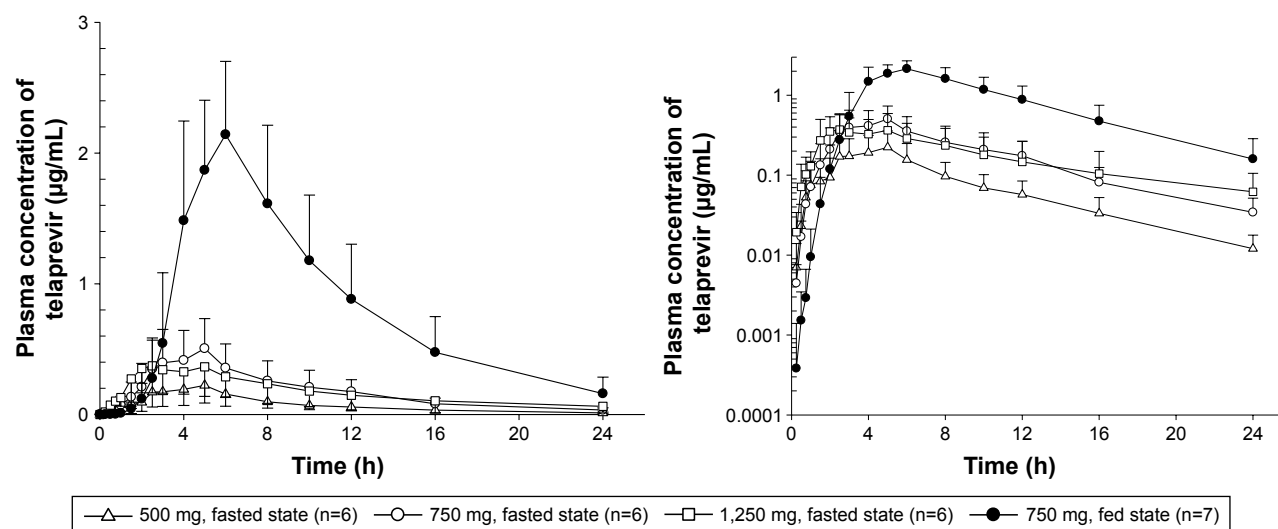 Plasma concentration of
telaprevir (µg/mL)
3
2
1
0
0 4 8 12 16 20 24
Time (h)
Plasma concentration of
telaprevir (µg/mL)
1
0.1
0.01
0.001
0.0001
0 4 8 12 16 20 24
Time (h)
500 mg, fasted state (n=6) 750 mg, fasted state (n=6) 1,250 mg, fasted state (n=6) 750 mg, fed state (n=7)